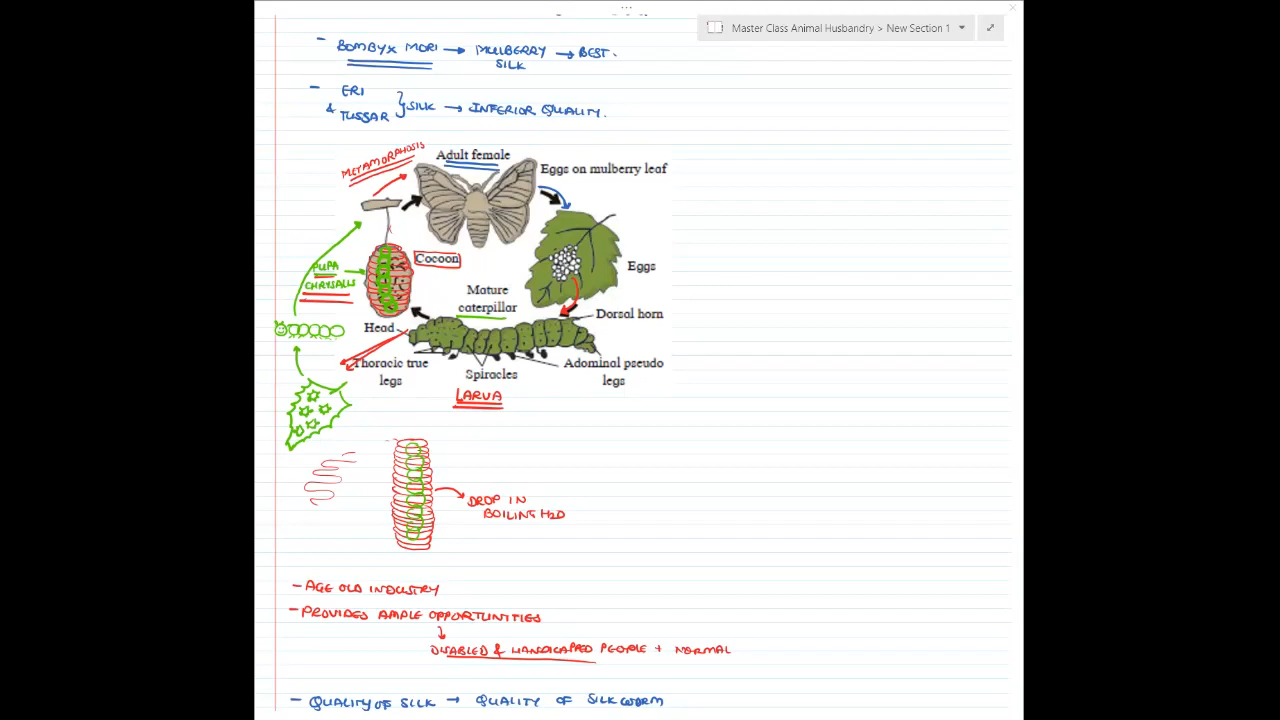 Master Class Animal Husbandry > New Section 1
- BOMBYX MORI → MULBERRY → BEST.
SILK
- ERI
& TUSSAR } SILK → INFERIOR QUALITY.
METAMORPHOSIS
Adult female
Eggs on mulberry leaf
Cocoon
PUPA
CHRYSALIS
Eggs
Mature
caterpillar
Dorsal horn
Head
Thoracic true
legs
Spiracles
Adominal pseudo
legs
LARVA
DROP IN
BOILING H2O
- AGE OLD INDUSTRY
- PROVIDES AMPLE OPPORTUNITIES
DISABLED & HANDICAPPED PEOPLE + NORMAL
- QUALITY OF SILK → QUALITY OF SILKWORM